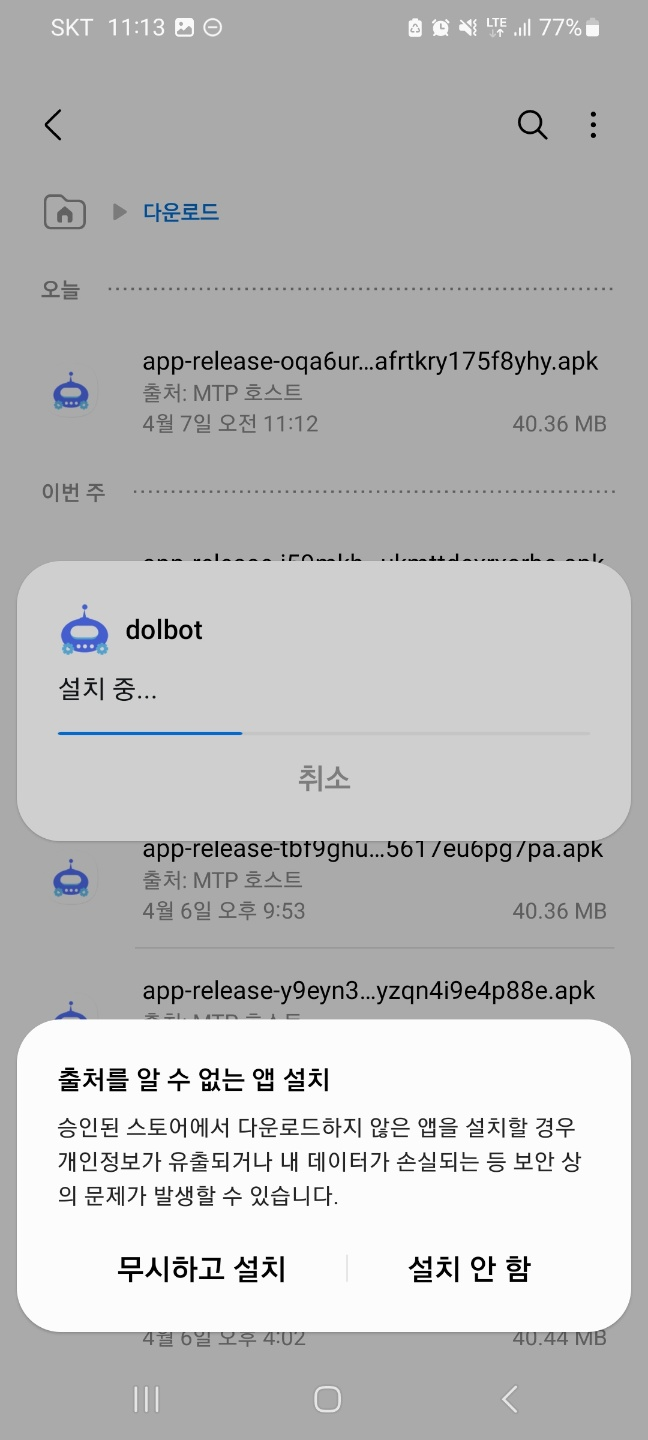 SKT 11:13 LTE 77%
다운로드
오늘
app-release-oqa6ur…afrtkry175f8yhy.apk
출처: MTP 호스트
4월 7일 오전 11:12 40.36 MB
이번 주
dolbot
설치 중...
취소
app-release-tbf9ghu…5617eu6pg7pa.apk
출처: MTP 호스트
4월 6일 오후 9:53 40.36 MB
app-release-y9eyn3…yzqn4i9e4p88e.apk
출처: MTP 호스트
출처를 알 수 없는 앱 설치
승인된 스토어에서 다운로드하지 않은 앱을 설치할 경우
개인정보가 유출되거나 내 데이터가 손실되는 등 보안 상
의 문제가 발생할 수 있습니다.
무시하고 설치 설치 안 함
4월 6일 오후 4:02 40.44 MB